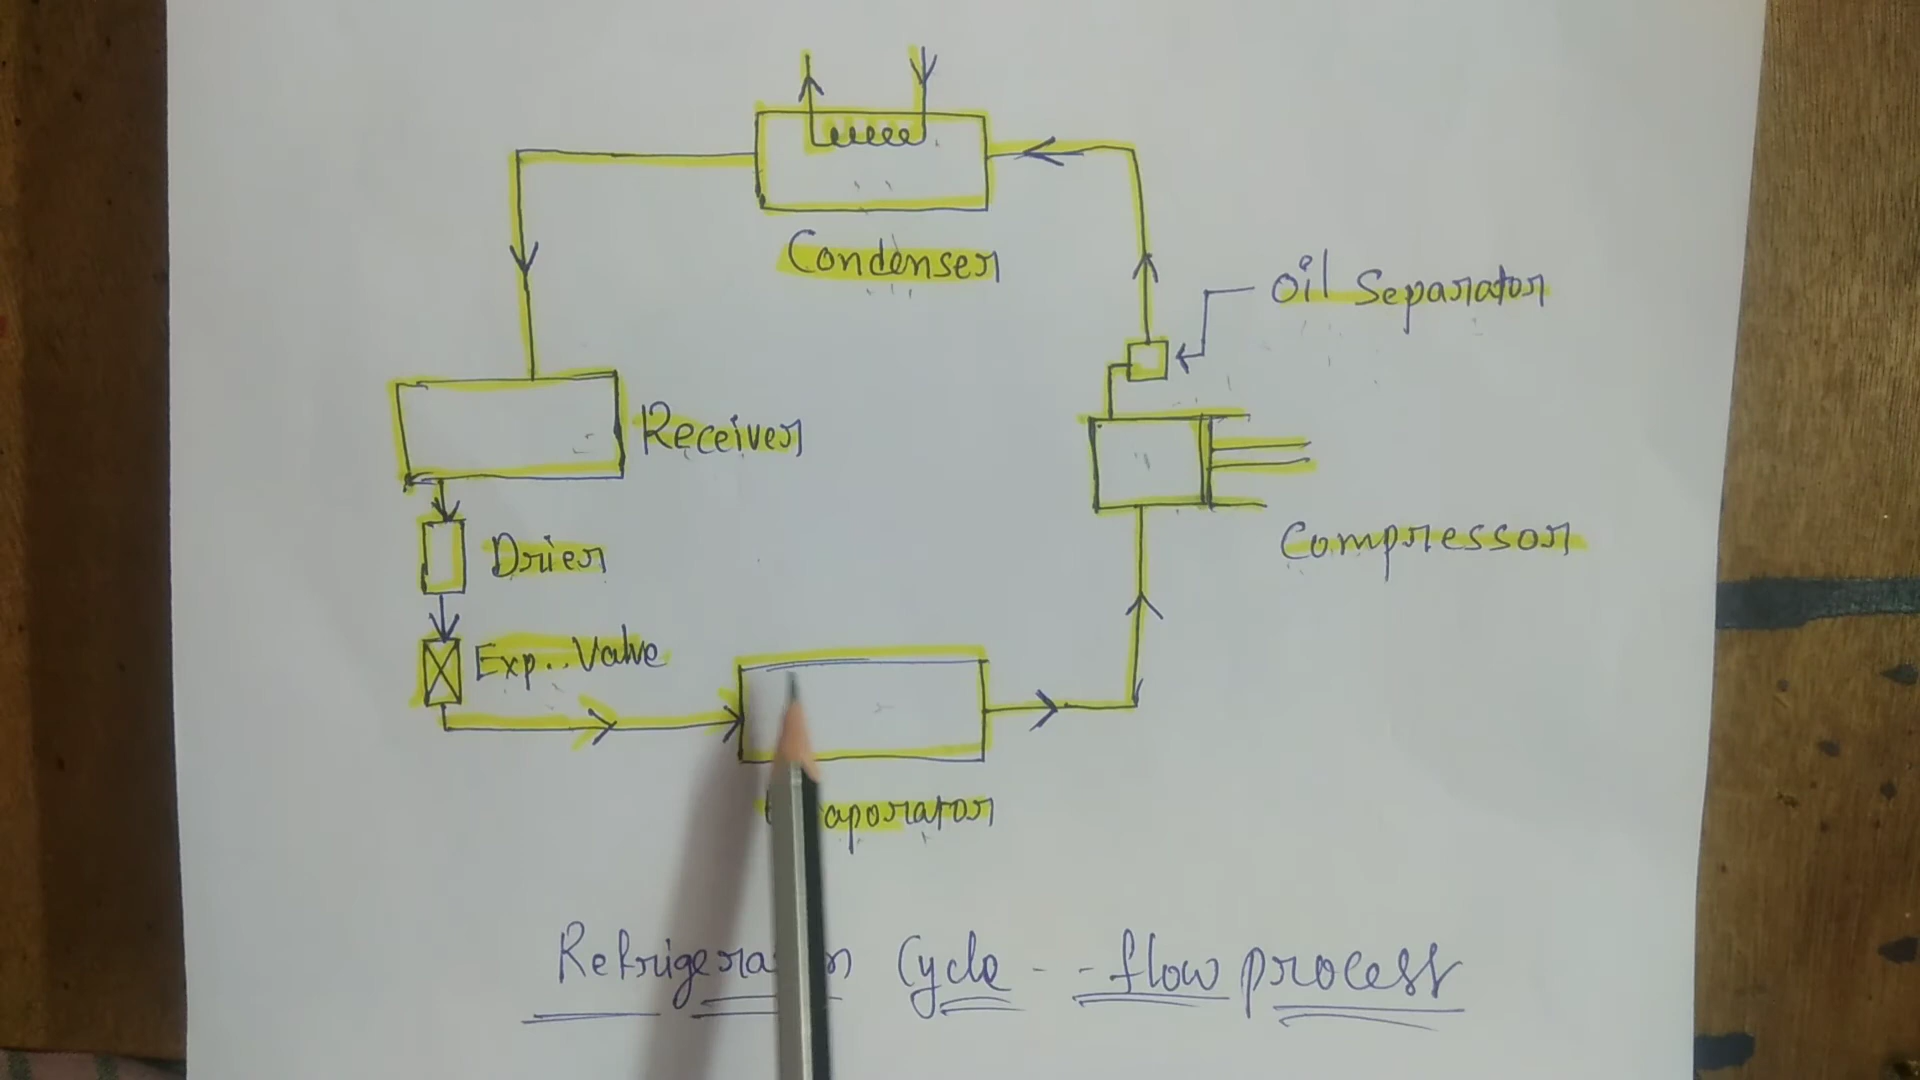 Condenser
Oil Separator
Receiver
Compressor
Drier
Exp.. Valve
Cycle - - flow process